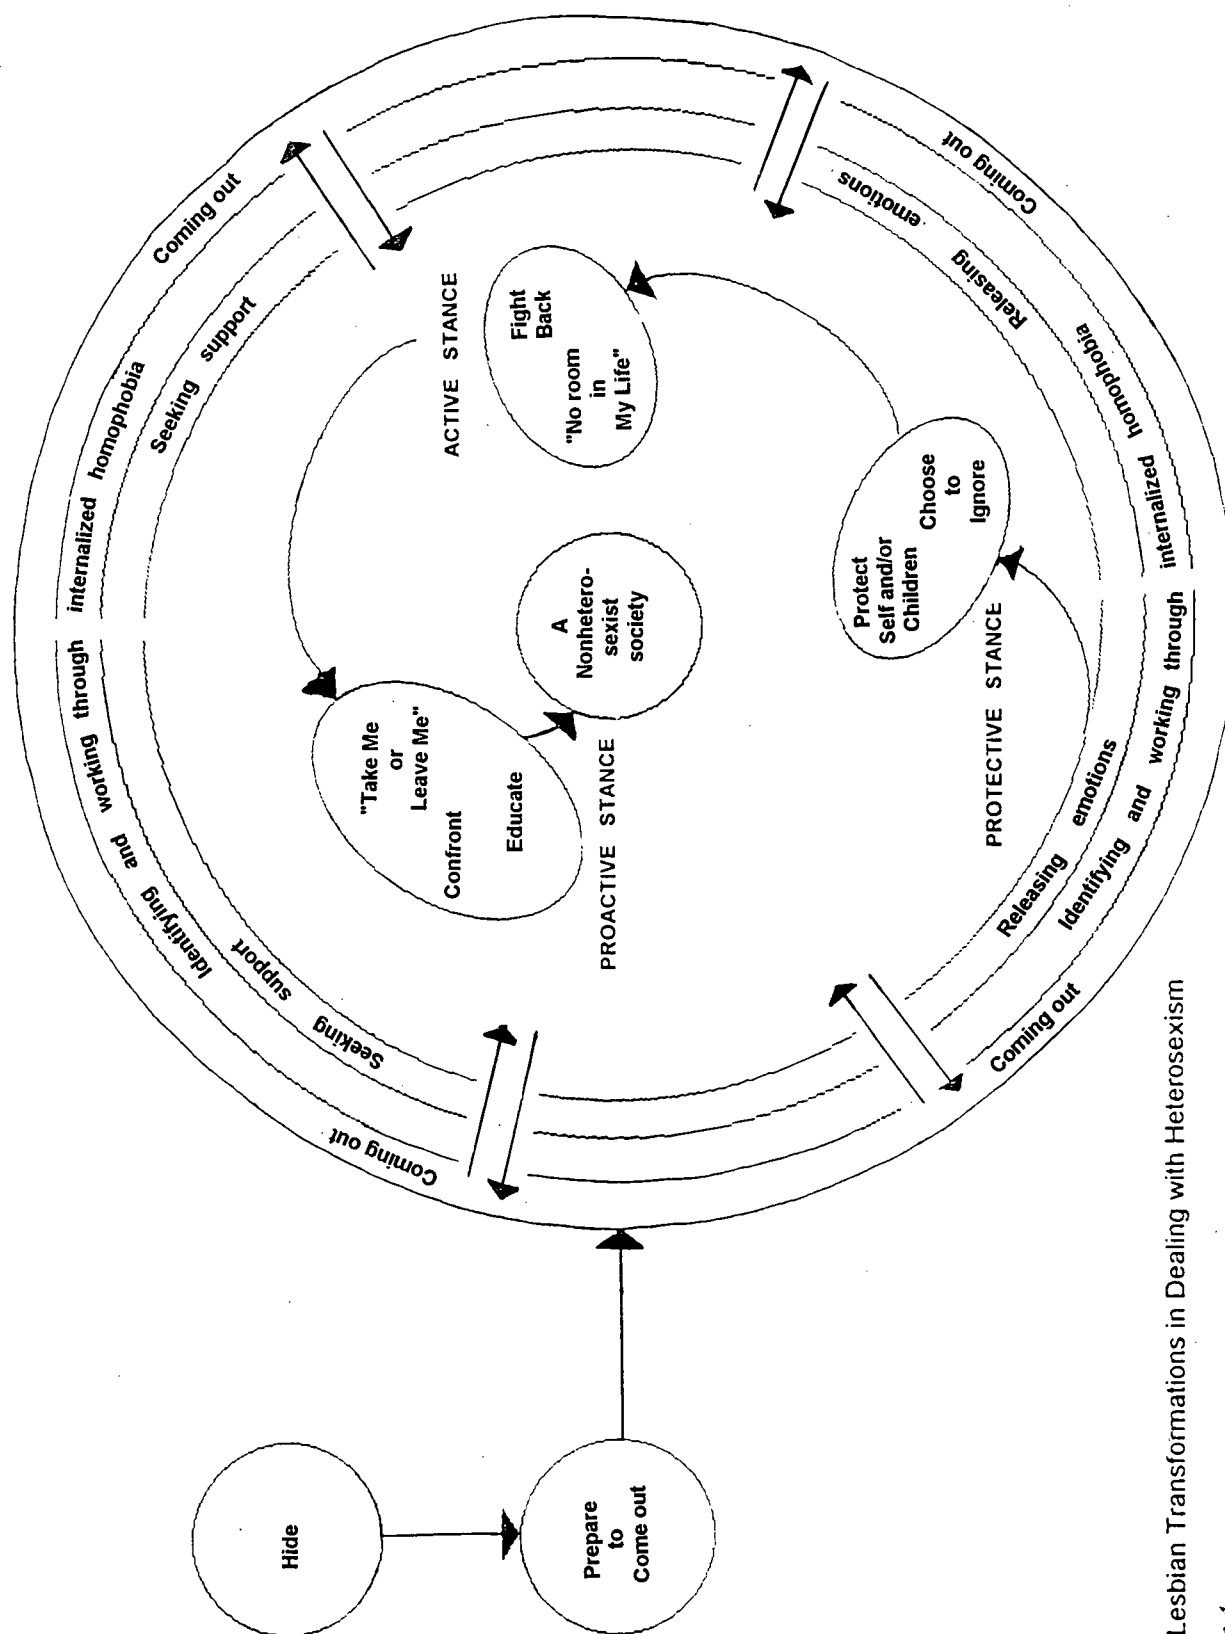 Hide
Prepare
to
Come out
Coming out
Identifying and working through internalized homophobia
Seeking support
Seeking support
Coming out
"Take Me
or
Leave Me"
Confront
Educate
PROACTIVE STANCE
A
Nonhetero-
sexist
society
ACTIVE STANCE
Fight
Back
"No room
in
My Life"
PROTECTIVE STANCE
Protect
Self and/or
Children
Choose
to
Ignore
Releasing emotions
Releasing emotions
Identifying and working through internalized homophobia
Coming out
Coming out
Lesbian Transformations in Dealing with Heterosexism